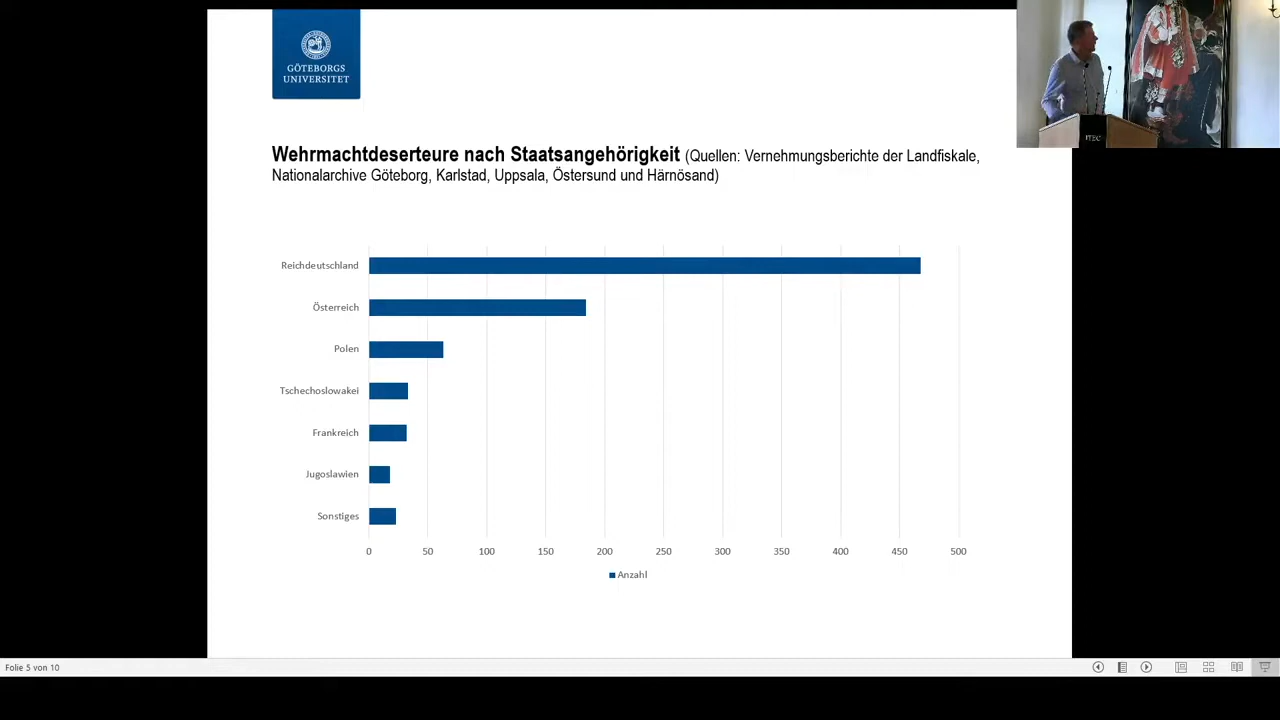 GÖTEBORGS
UNIVERSITET
Wehrmachtdeserteure nach Staatsangehörigkeit (Quellen: Vernehmungsberichte der Landfiskale,
Nationalarchive Göteborg, Karlstad, Uppsala, Östersund und Härnösand)
Reichdeutschland
Österreich
Polen
Tschechoslowakei
Frankreich
Jugoslawien
Sonstiges
0 50 100 150 200 250 300 350 400 450 500
Anzahl
Folie 5 von 10